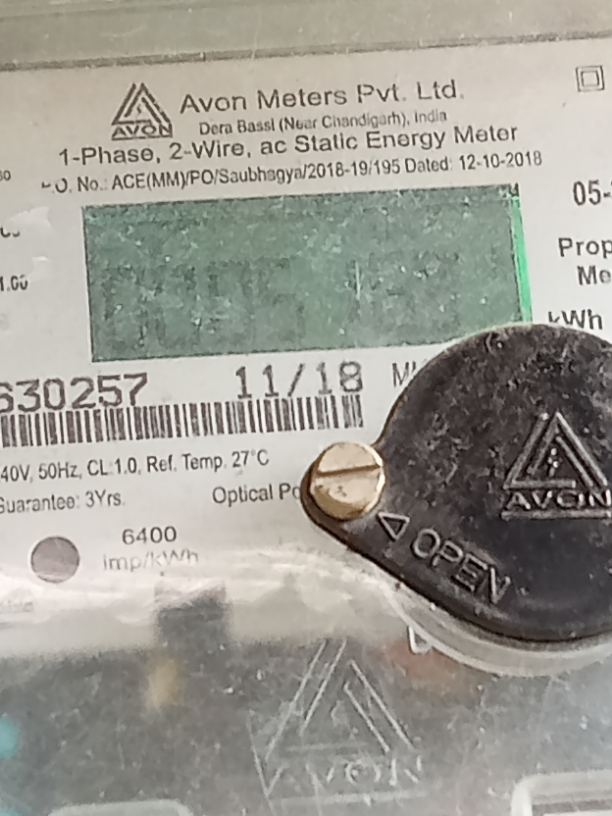 Avon Meters Pvt. Ltd.
AVON
Dera Bassi (Near Chandigarh), India
1-Phase, 2-Wire, ac Static Energy Meter
O. No.: ACE(MM)/PO/Saubhagya/2018-19/195 Dated: 12-10-2018
05-
Prop
Me
kWh
630257 11/18
40V, 50Hz, CL 1.0, Ref. Temp. 27°C
Guarantee: 3Yrs. Optical Po
6400
imp/kWh
AVON
OPEN
AVON